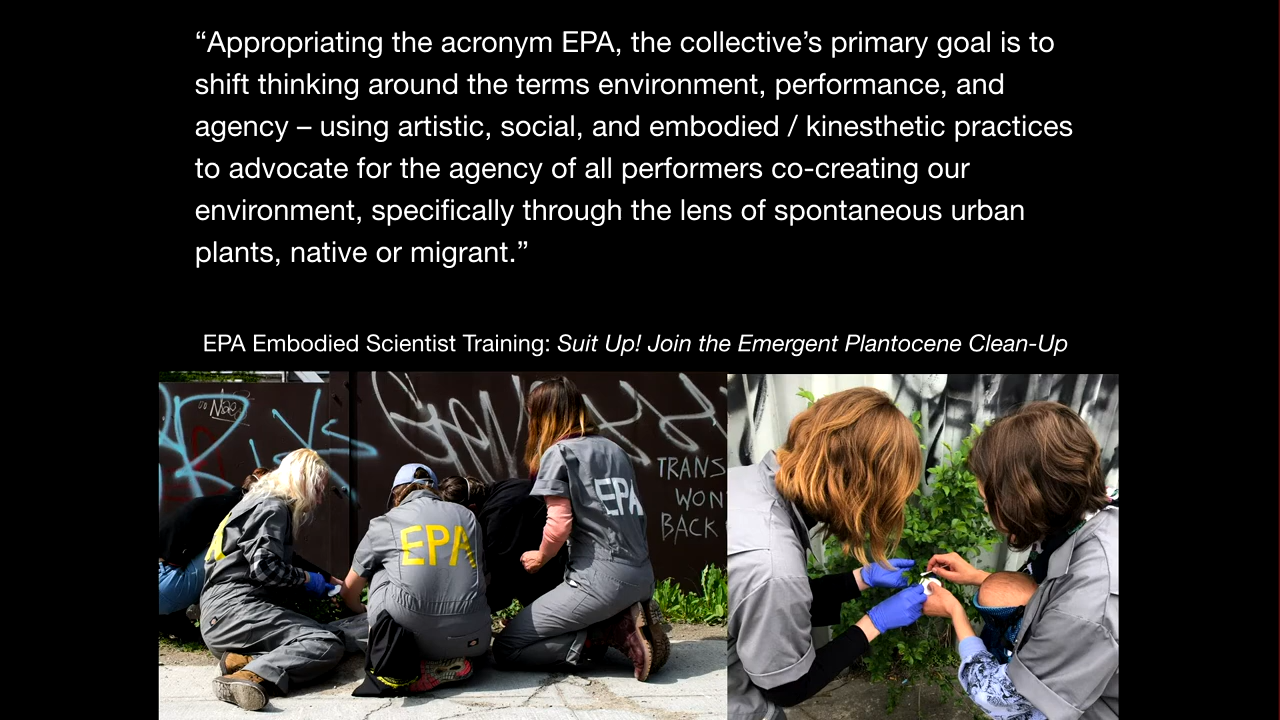 “Appropriating the acronym EPA, the collective’s primary goal is to
shift thinking around the terms environment, performance, and
agency – using artistic, social, and embodied / kinesthetic practices
to advocate for the agency of all performers co-creating our
environment, specifically through the lens of spontaneous urban
plants, native or migrant.”
EPA Embodied Scientist Training: Suit Up! Join the Emergent Plantocene Clean-Up
TRANS
WON
BACK
EPA
EPA